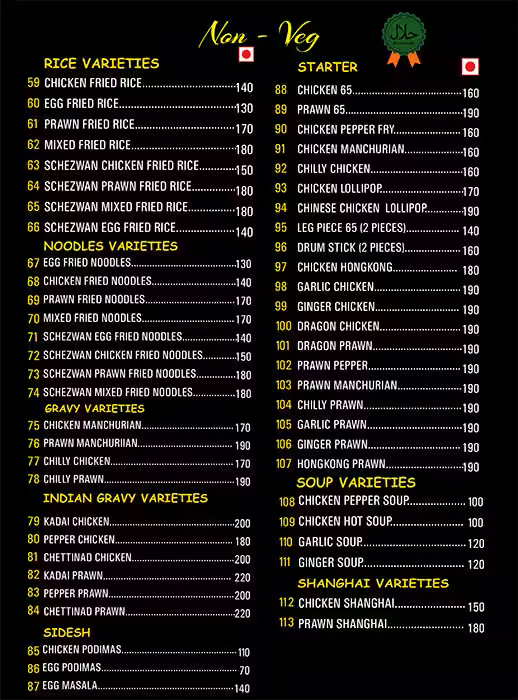 Non - Veg
حلال
RICE VARIETIES
59 CHICKEN FRIED RICE 140
60 EGG FRIED RICE 130
61 PRAWN FRIED RICE 170
62 MIXED FRIED RICE 180
63 SCHEZWAN CHICKEN FRIED RICE 150
64 SCHEZWAN PRAWN FRIED RICE 180
65 SCHEZWAN MIXED FRIED RICE 180
66 SCHEZWAN EGG FRIED RICE 140
NOODLES VARIETIES
67 EGG FRIED NOODLES 130
68 CHICKEN FRIED NOODLES 140
69 PRAWN FRIED NOODLES 170
70 MIXED FRIED NOODLES 170
71 SCHEZWAN EGG FRIED NOODLES 140
72 SCHEZWAN CHICKEN FRIED NOODLES 150
73 SCHEZWAN PRAWN FRIED NOODLES 180
74 SCHEZWAN MIXED FRIED NOODLES 180
GRAVY VARIETIES
75 CHICKEN MANCHURIAN 170
76 PRAWN MANCHURIIAN 190
77 CHILLY CHICKEN 170
78 CHILLY PRAWN 190
INDIAN GRAVY VARIETIES
79 KADAI CHICKEN 200
80 PEPPER CHICKEN 180
81 CHETTINAD CHICKEN 200
82 KADAI PRAWN 220
83 PEPPER PRAWN 200
84 CHETTINAD PRAWN 220
SIDESH
85 CHICKEN PODIMAS 110
86 EGG PODIMAS 70
87 EGG MASALA 140
STARTER
88 CHICKEN 65 160
89 PRAWN 65 190
90 CHICKEN PEPPER FRY 160
91 CHICKEN MANCHURIAN 160
92 CHILLY CHICKEN 160
93 CHICKEN LOLLIPOP 170
94 CHINESE CHICKEN LOLLIPOP 190
95 LEG PIECE 65 (2 PIECES) 140
96 DRUM STICK (2 PIECES) 160
97 CHICKEN HONGKONG 180
98 GARLIC CHICKEN 190
99 GINGER CHICKEN 190
100 DRAGON CHICKEN 190
101 DRAGON PRAWN 190
102 PRAWN PEPPER 190
103 PRAWN MANCHURIAN 190
104 CHILLY PRAWN 190
105 GARLIC PRAWN 190
106 GINGER PRAWN 190
107 HONGKONG PRAWN 190
SOUP VARIETIES
108 CHICKEN PEPPER SOUP 100
109 CHICKEN HOT SOUP 100
110 GARLIC SOUP 120
111 GINGER SOUP 120
SHANGHAI VARIETIES
112 CHICKEN SHANGHAI 150
113 PRAWN SHANGHAI 180